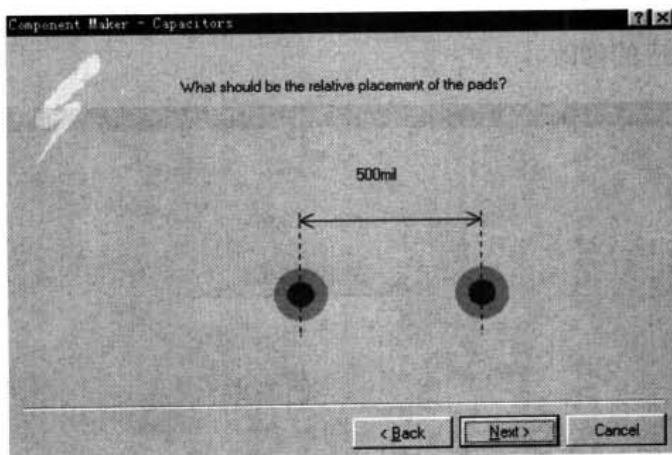 Component Maker - Capacitors
What should be the relative placement of the pads?
500mil
< Back Next > Cancel